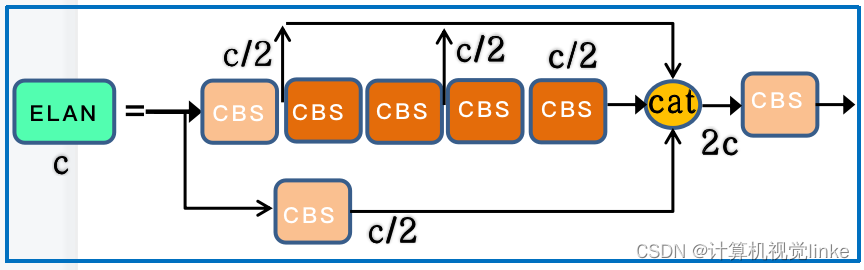 c/2
c/2
c/2
ELAN
=
CBS
CBS
CBS
CBS
CBS
cat
CBS
c
2c
CBS
c/2
CSDN @计算机视觉linke